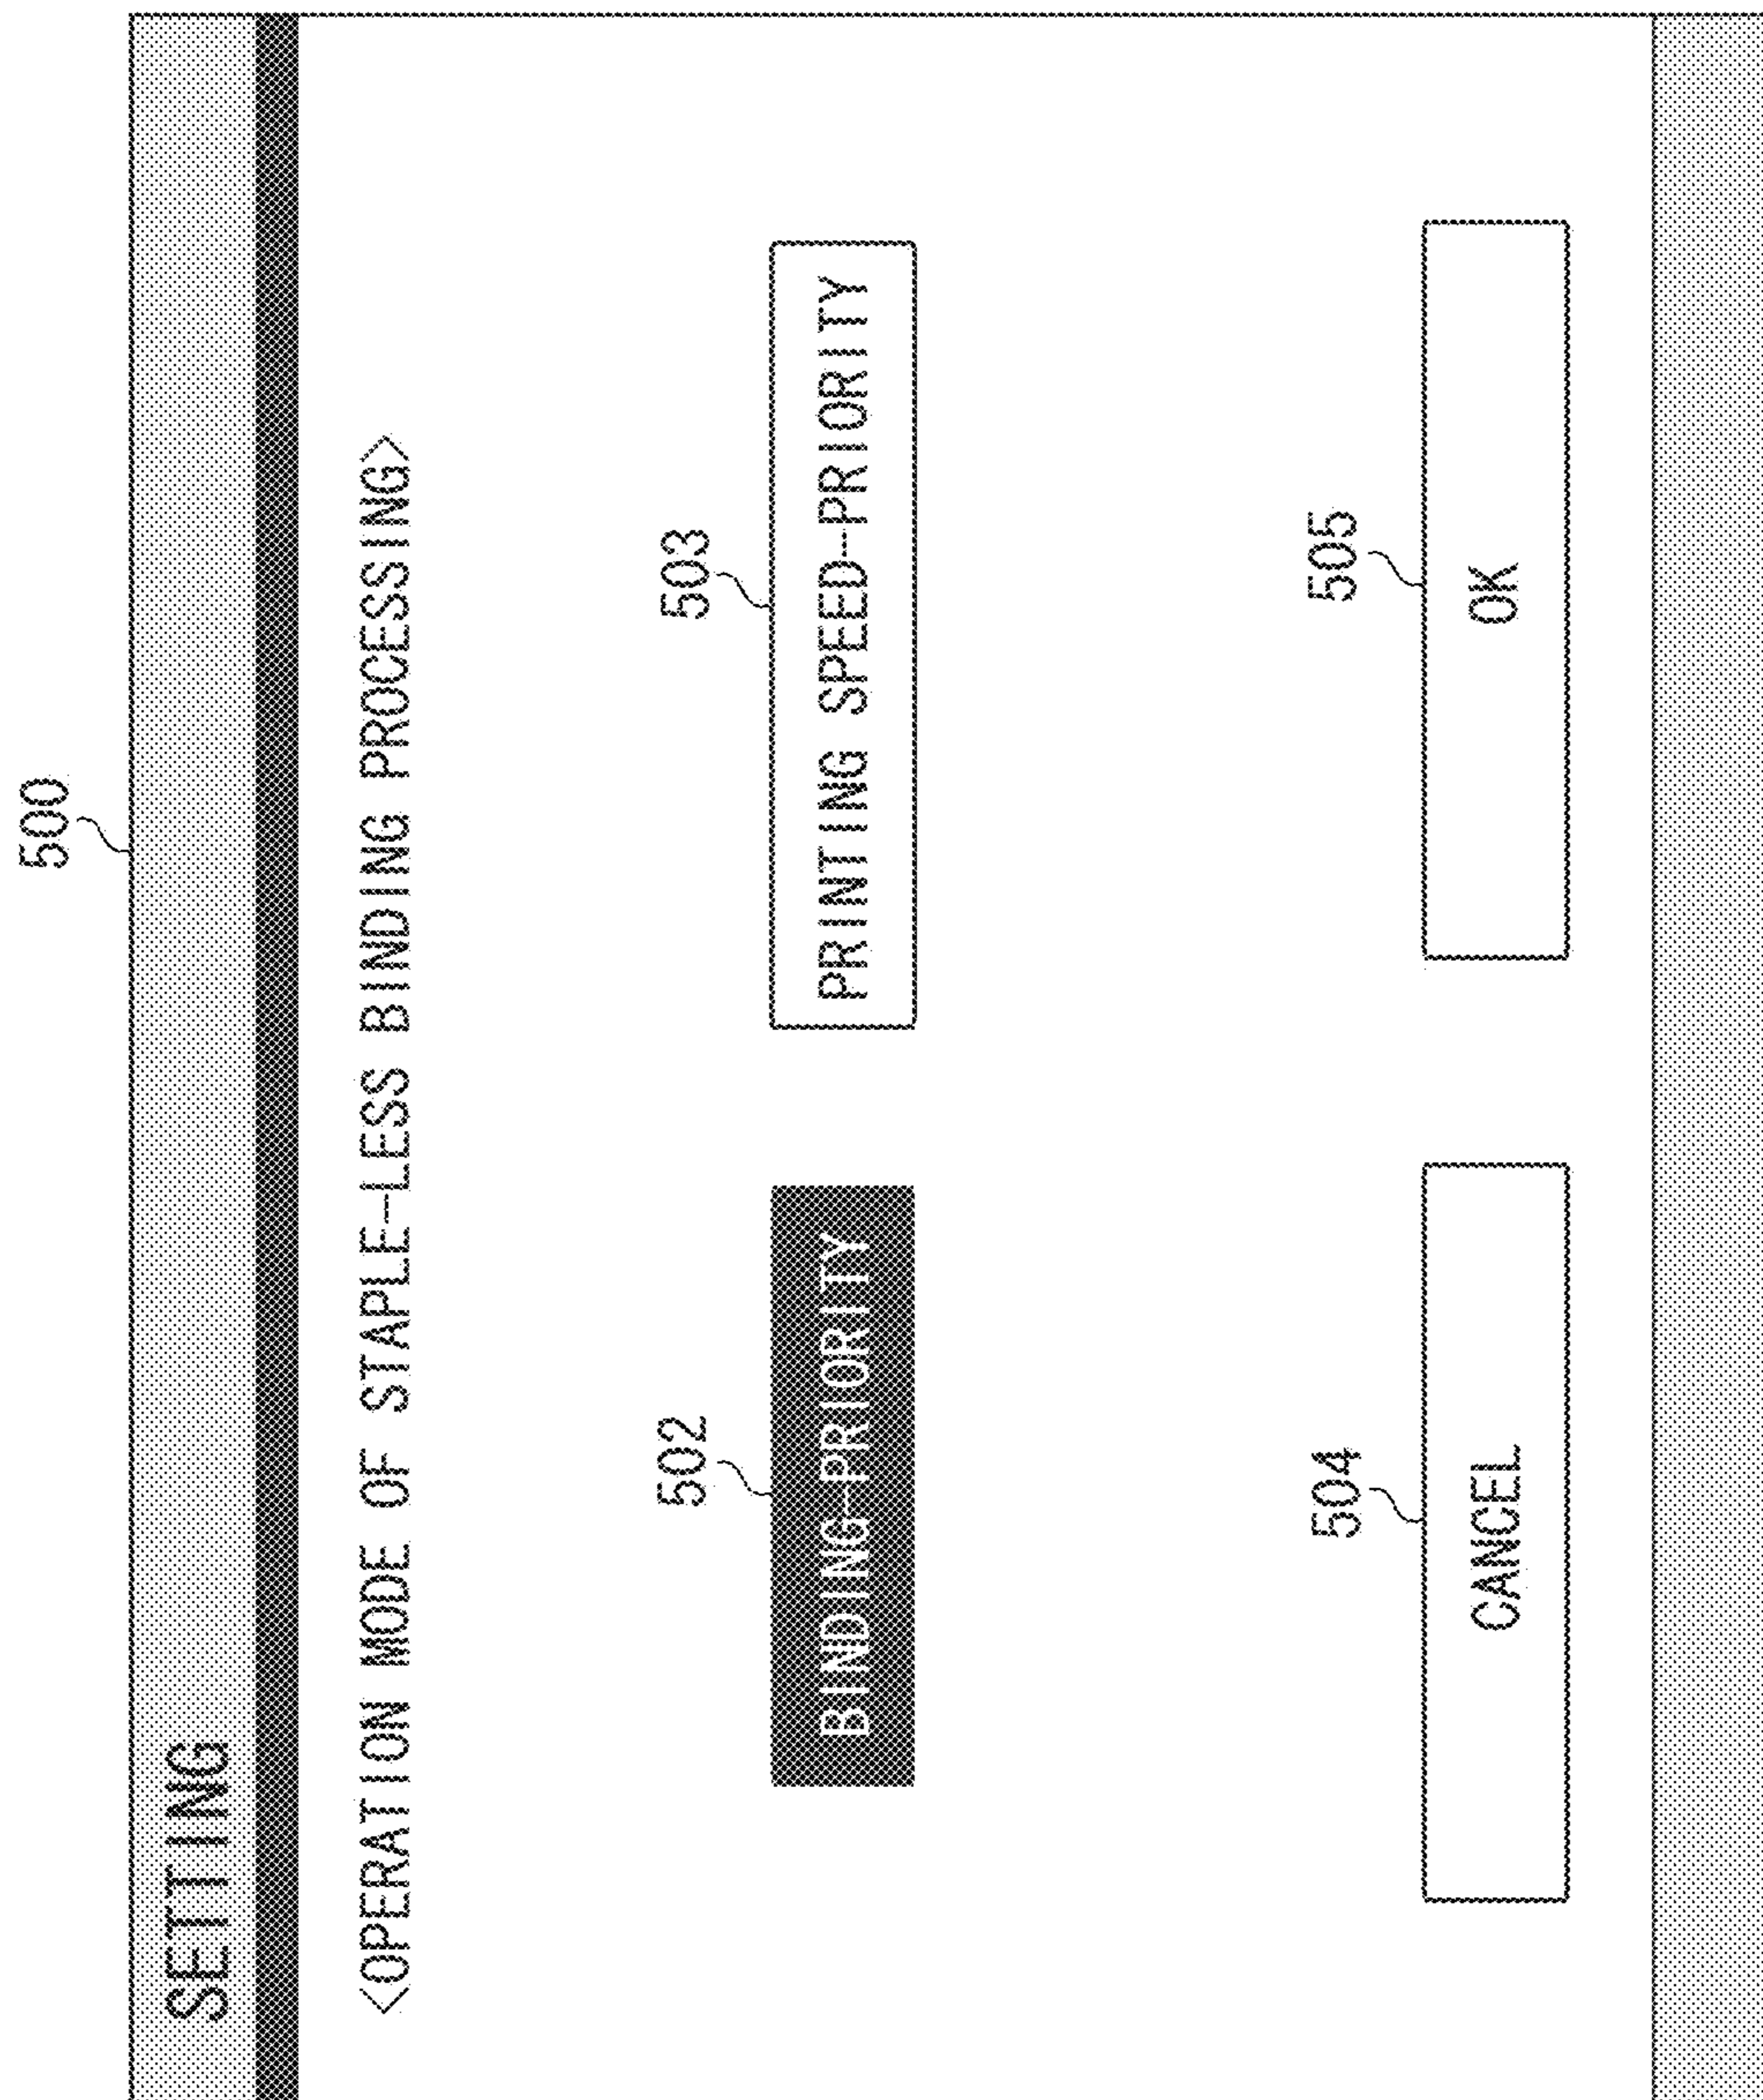 500
SETTING
<OPERATION MODE OF STAPLE-LESS BINDING PROCESSING>
502
503
BINDING-PRIORITY
PRINTING SPEED-PRIORITY
504
505
CANCEL
OK